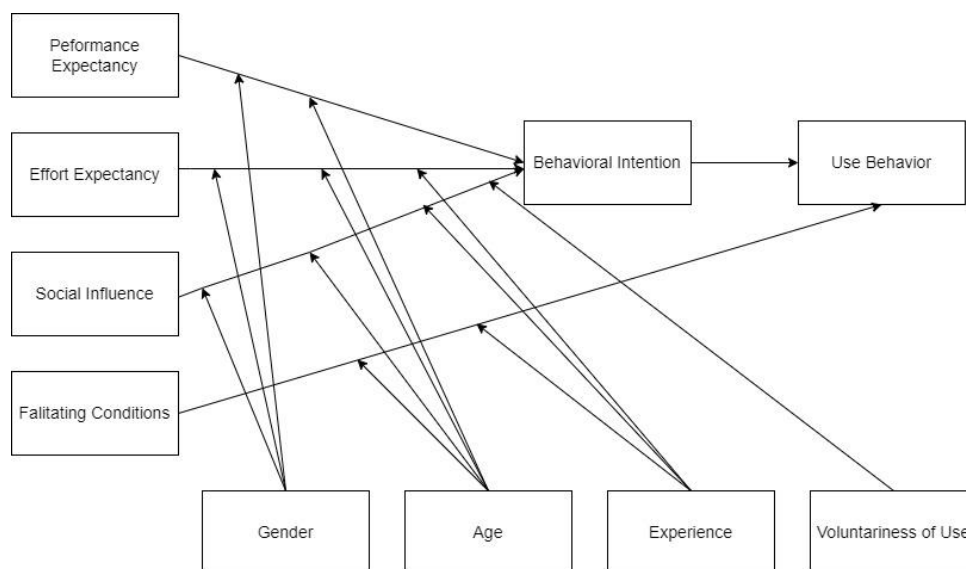 Peformance
Expectancy
Effort Expectancy
Behavioral Intention
Use Behavior
Social Influence
Falitating Conditions
Gender
Age
Experience
Voluntariness of Use